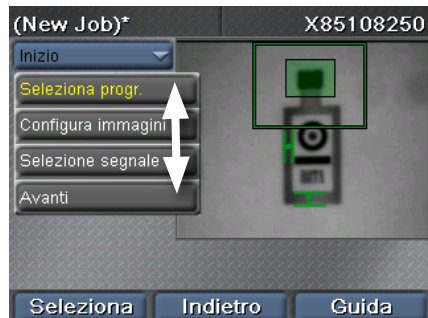 (New Job)* X85108250
Inizio
Seleziona progr.
Configura immagini
Selezione segnale
Avanti
Seleziona Indietro Guida